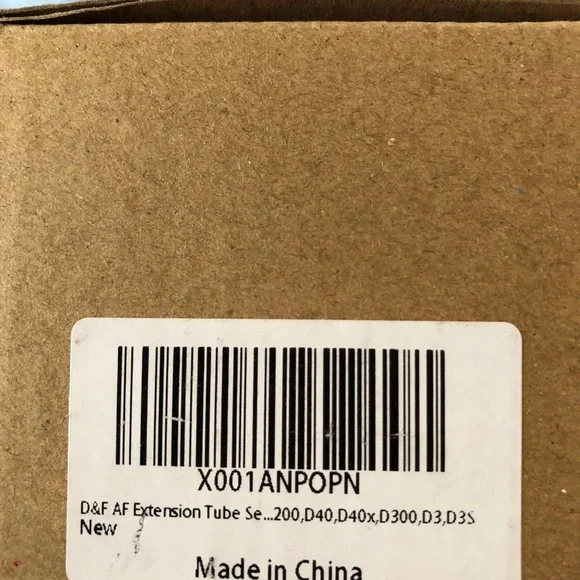 X001ANPOPN
D&F AF Extension Tube Se...200,D40,D40x,D300,D3,D3S
New
Made in China